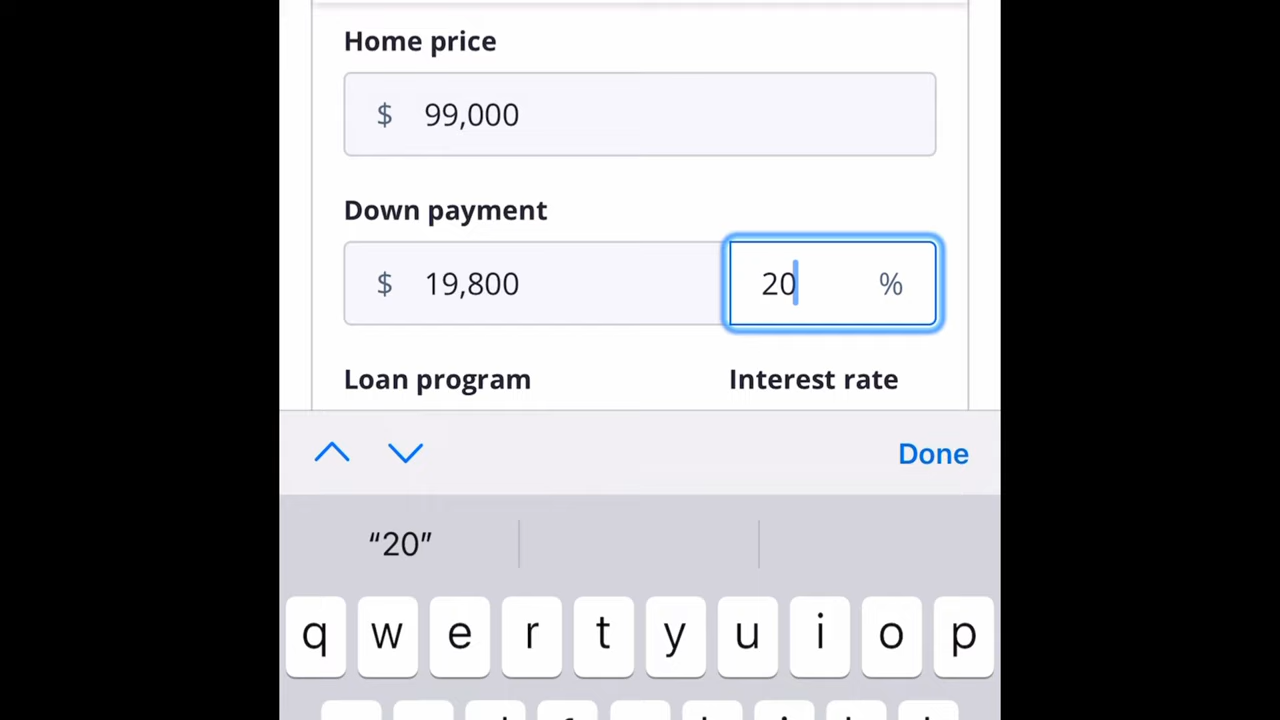 Home price
$ 99,000
Down payment
$ 19,800 20 %
Loan program Interest rate
Done
“20”
q w e r t y u i o p